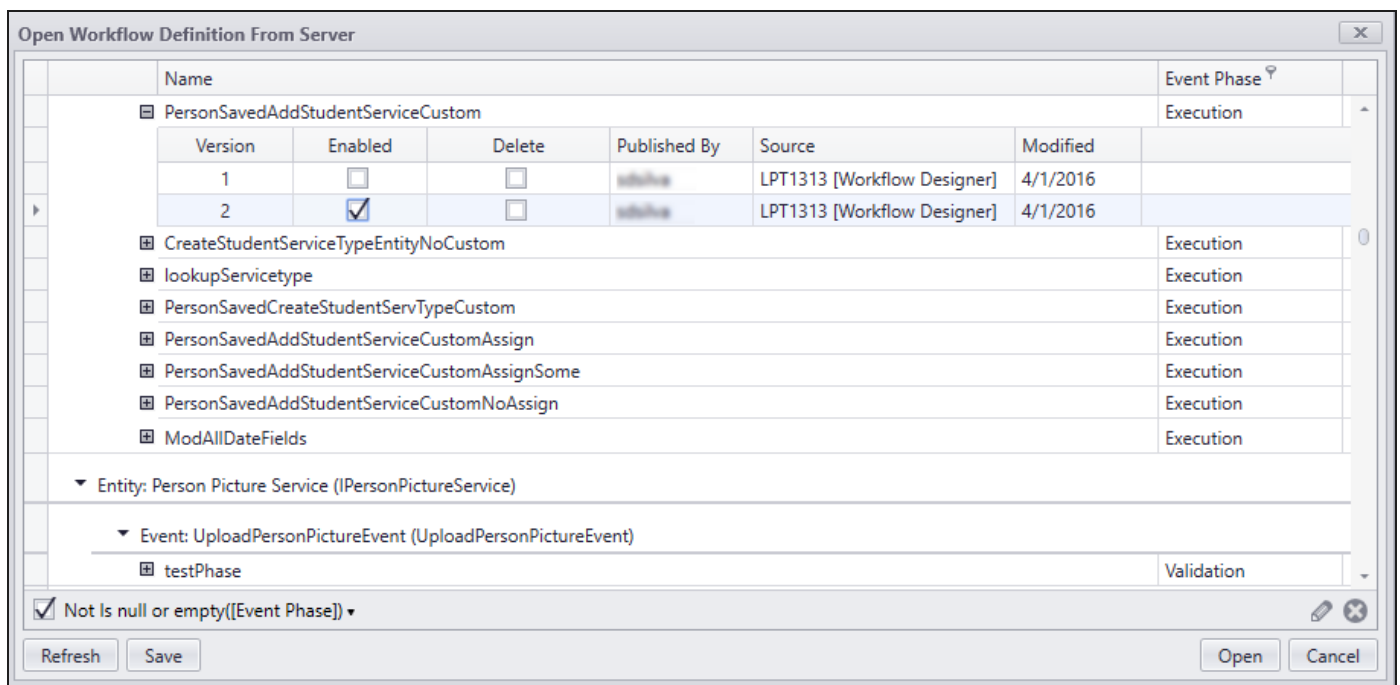 Open Workflow Definition From Server
Name Event Phase
PersonSavedAddStudentServiceCustom Execution
Version Enabled Delete Published By Source Modified
1 LPT1313 [Workflow Designer] 4/1/2016
2 LPT1313 [Workflow Designer] 4/1/2016
CreateStudentServiceTypeEntityNoCustom Execution
lookupServicetype Execution
PersonSavedCreateStudentServTypeCustom Execution
PersonSavedAddStudentServiceCustomAssign Execution
PersonSavedAddStudentServiceCustomAssignSome Execution
PersonSavedAddStudentServiceCustomNoAssign Execution
ModAllDateFields Execution
Entity: Person Picture Service (IPersonPictureService)
Event: UploadPersonPictureEvent (UploadPersonPictureEvent)
testPhase Validation
Not Is null or empty([Event Phase])
Refresh Save Open Cancel